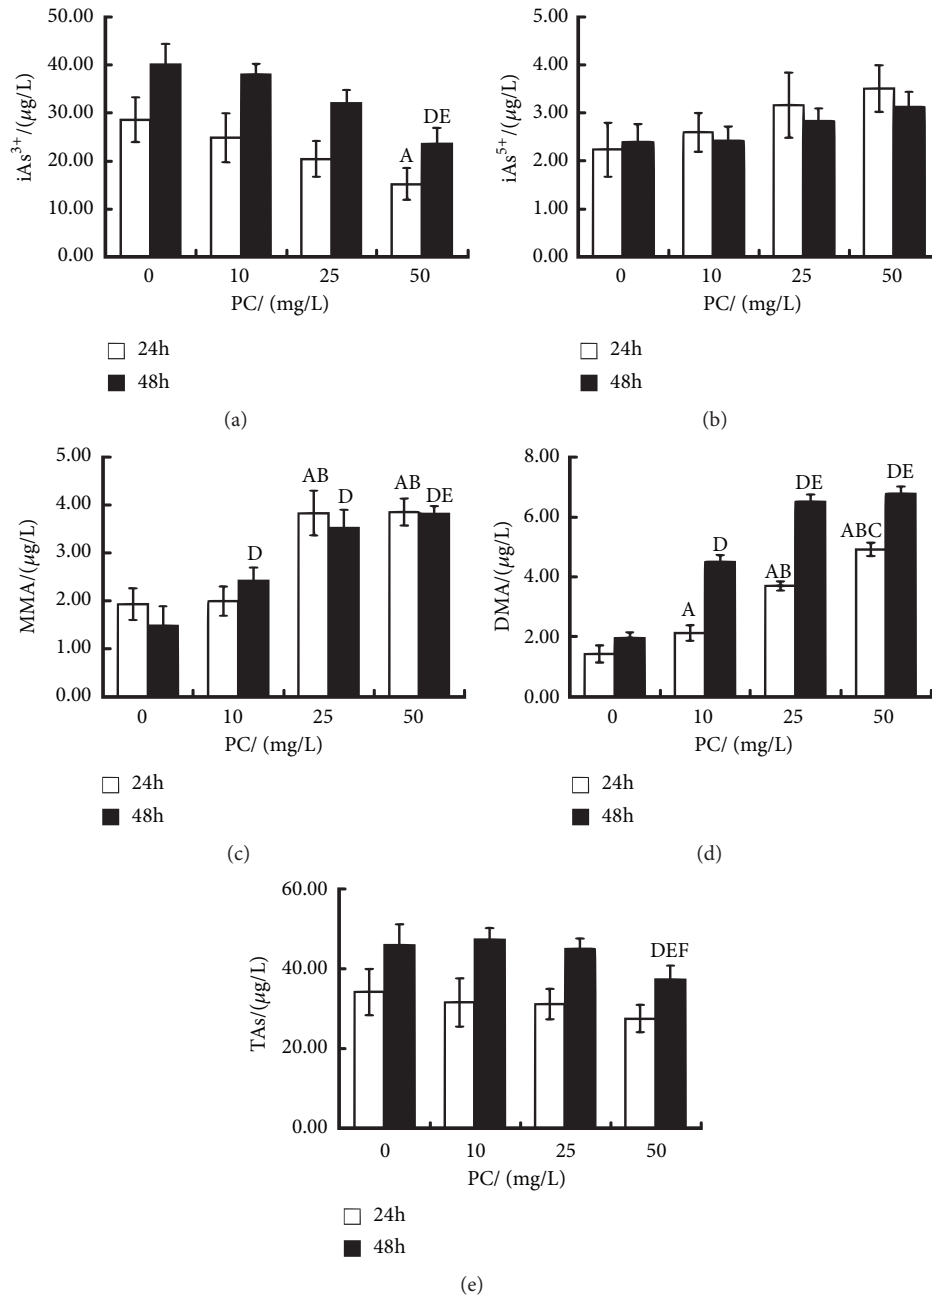 50.00
40.00
30.00
20.00
10.00
0.00
iAs3+/(μg/L)
A
DE
0 10 25 50
PC/ (mg/L)
24h
48h
(a)
5.00
4.00
3.00
2.00
1.00
0.00
iAs5+/(μg/L)
0 10 25 50
PC/ (mg/L)
24h
48h
(b)
5.00
4.00
3.00
2.00
1.00
0.00
MMA/(μg/L)
D
AB
D
AB
DE
0 10 25 50
PC/ (mg/L)
24h
48h
(c)
8.00
6.00
4.00
2.00
0.00
DMA/(μg/L)
A
D
AB
DE
ABC
DE
0 10 25 50
PC/ (mg/L)
24h
48h
(d)
60.00
40.00
20.00
0.00
TAs/(μg/L)
DEF
0 10 25 50
PC/ (mg/L)
24h
48h
(e)